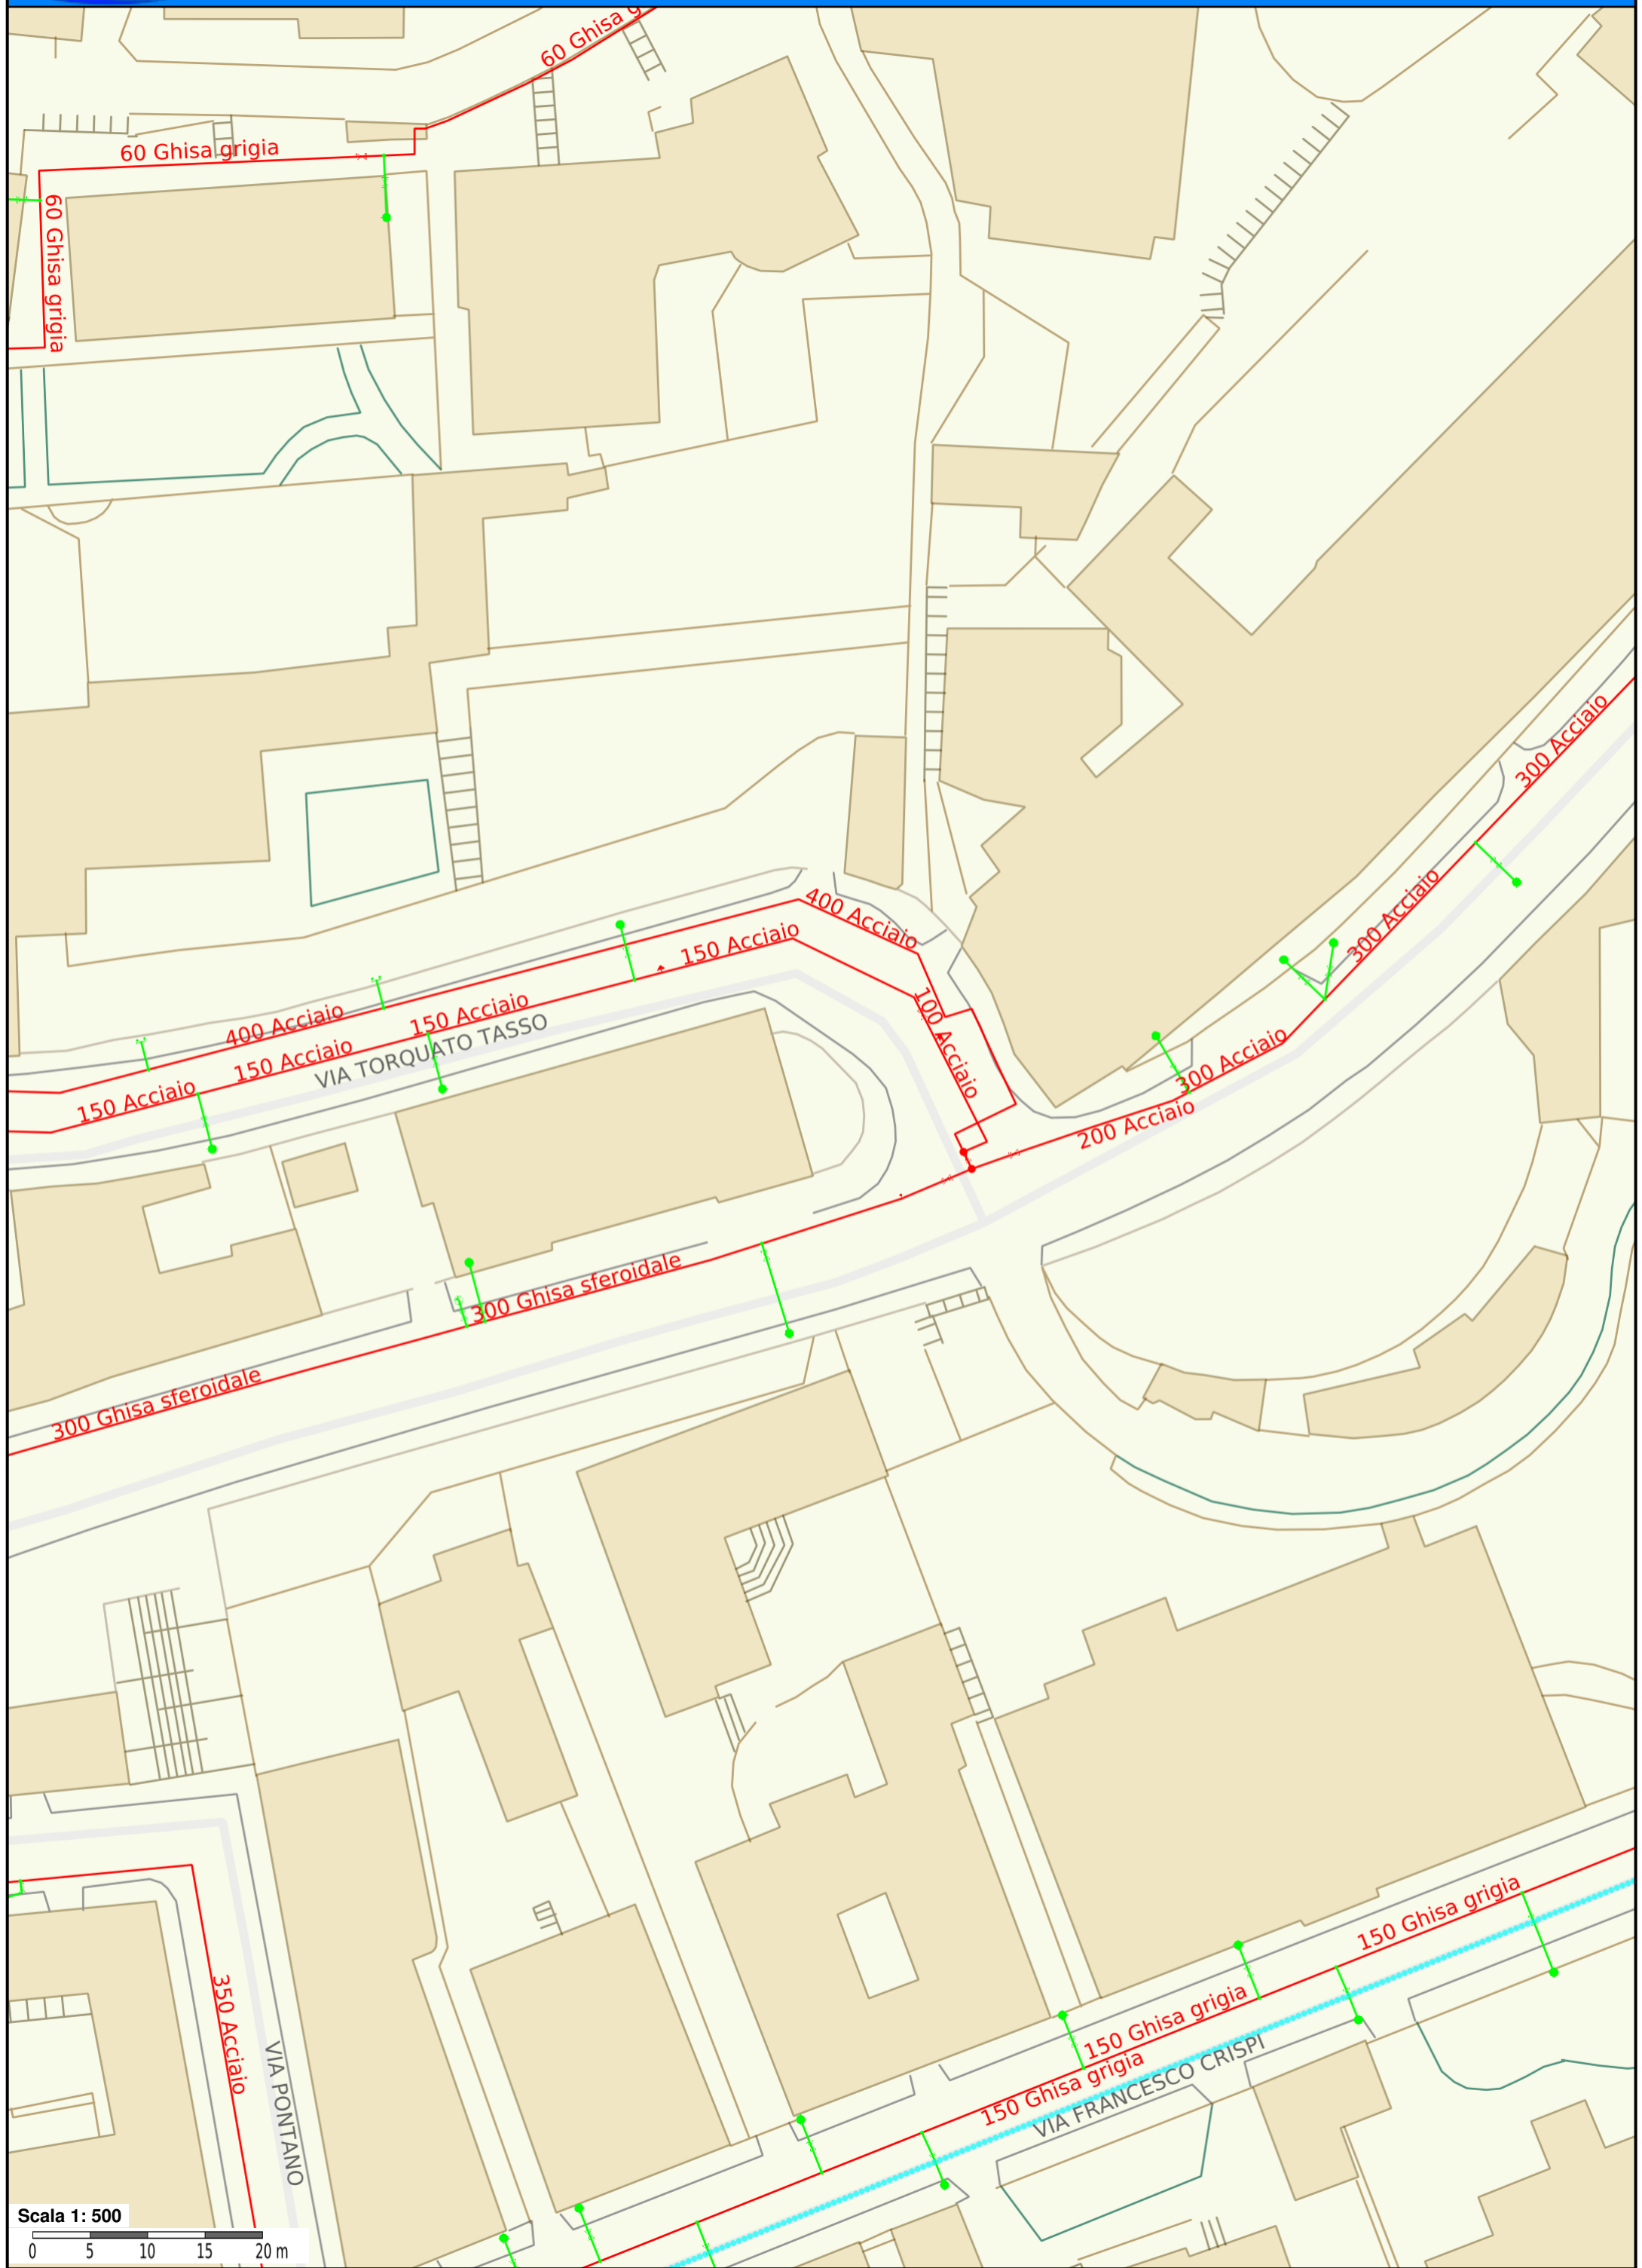 60 Ghisa g
60 Ghisa grigia
60 Ghisa grigia
300 Acciaio
300 Acciaio
400 Acciaio
150 Acciaio
400 Acciaio
150 Acciaio
150 Acciaio
150 Acciaio
VIA TORQUATO TASSO
100 Acciaio
300 Acciaio
200 Acciaio
300 Ghisa sferoidale
300 Ghisa sferoidale
150 Ghisa grigia
150 Ghisa grigia
150 Ghisa grigia
VIA FRANCESCO CRISPI
350 Acciaio
VIA PONTANO
Scala 1: 500
0 5 10 15 20 m